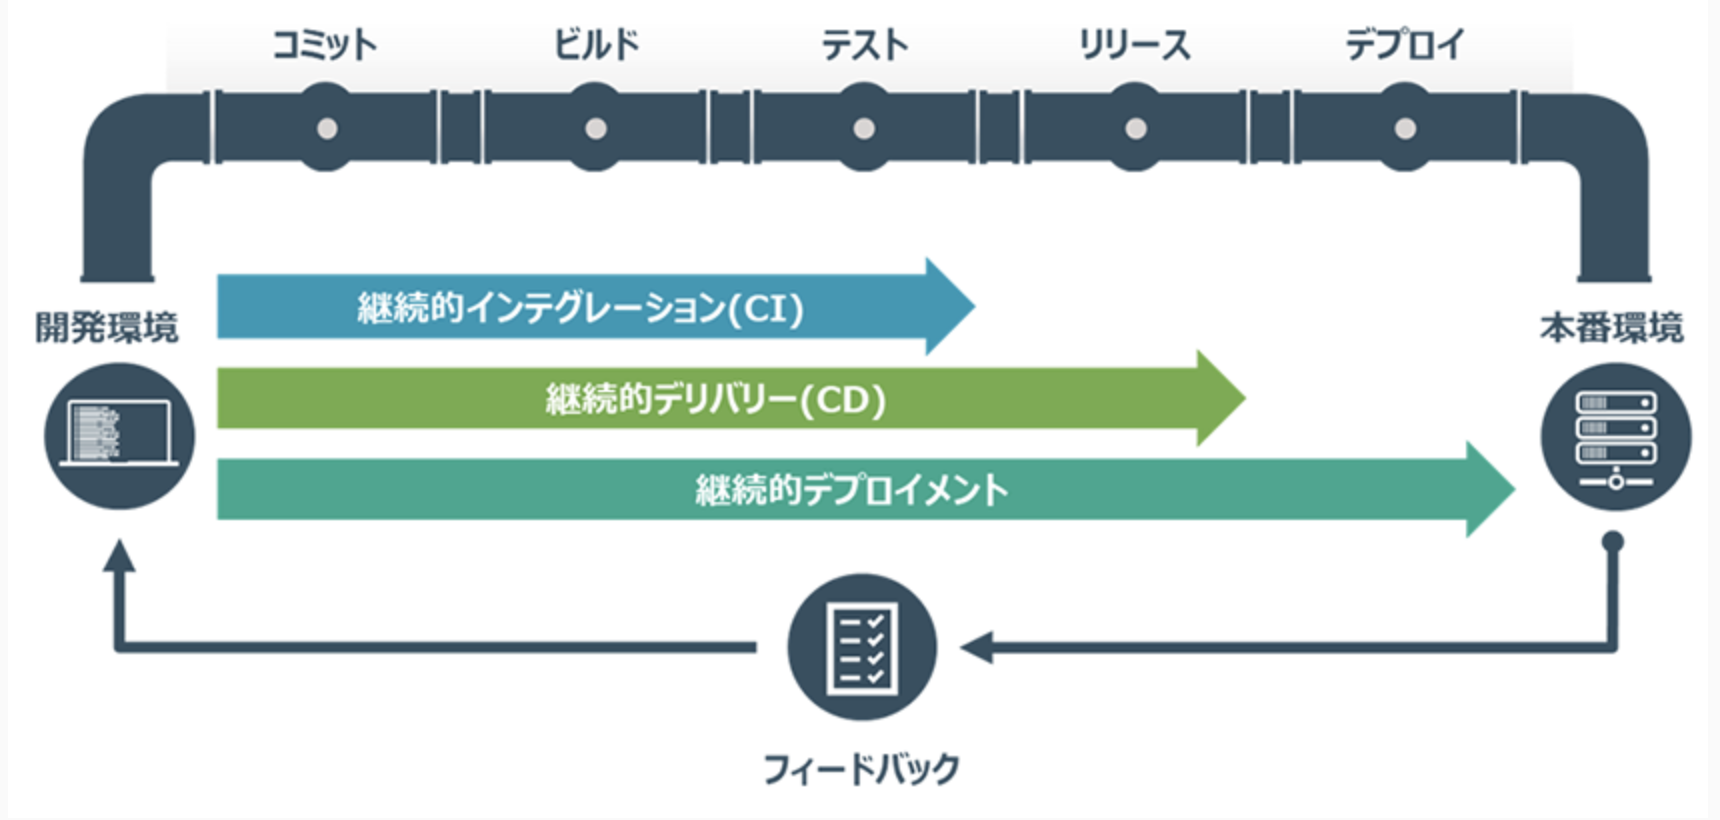 コミット
ビルド
テスト
リリース
デプロイ
開発環境
本番環境
継続的インテグレーション(CI)
継続的デリバリー(CD)
継続的デプロイメント
フィードバック